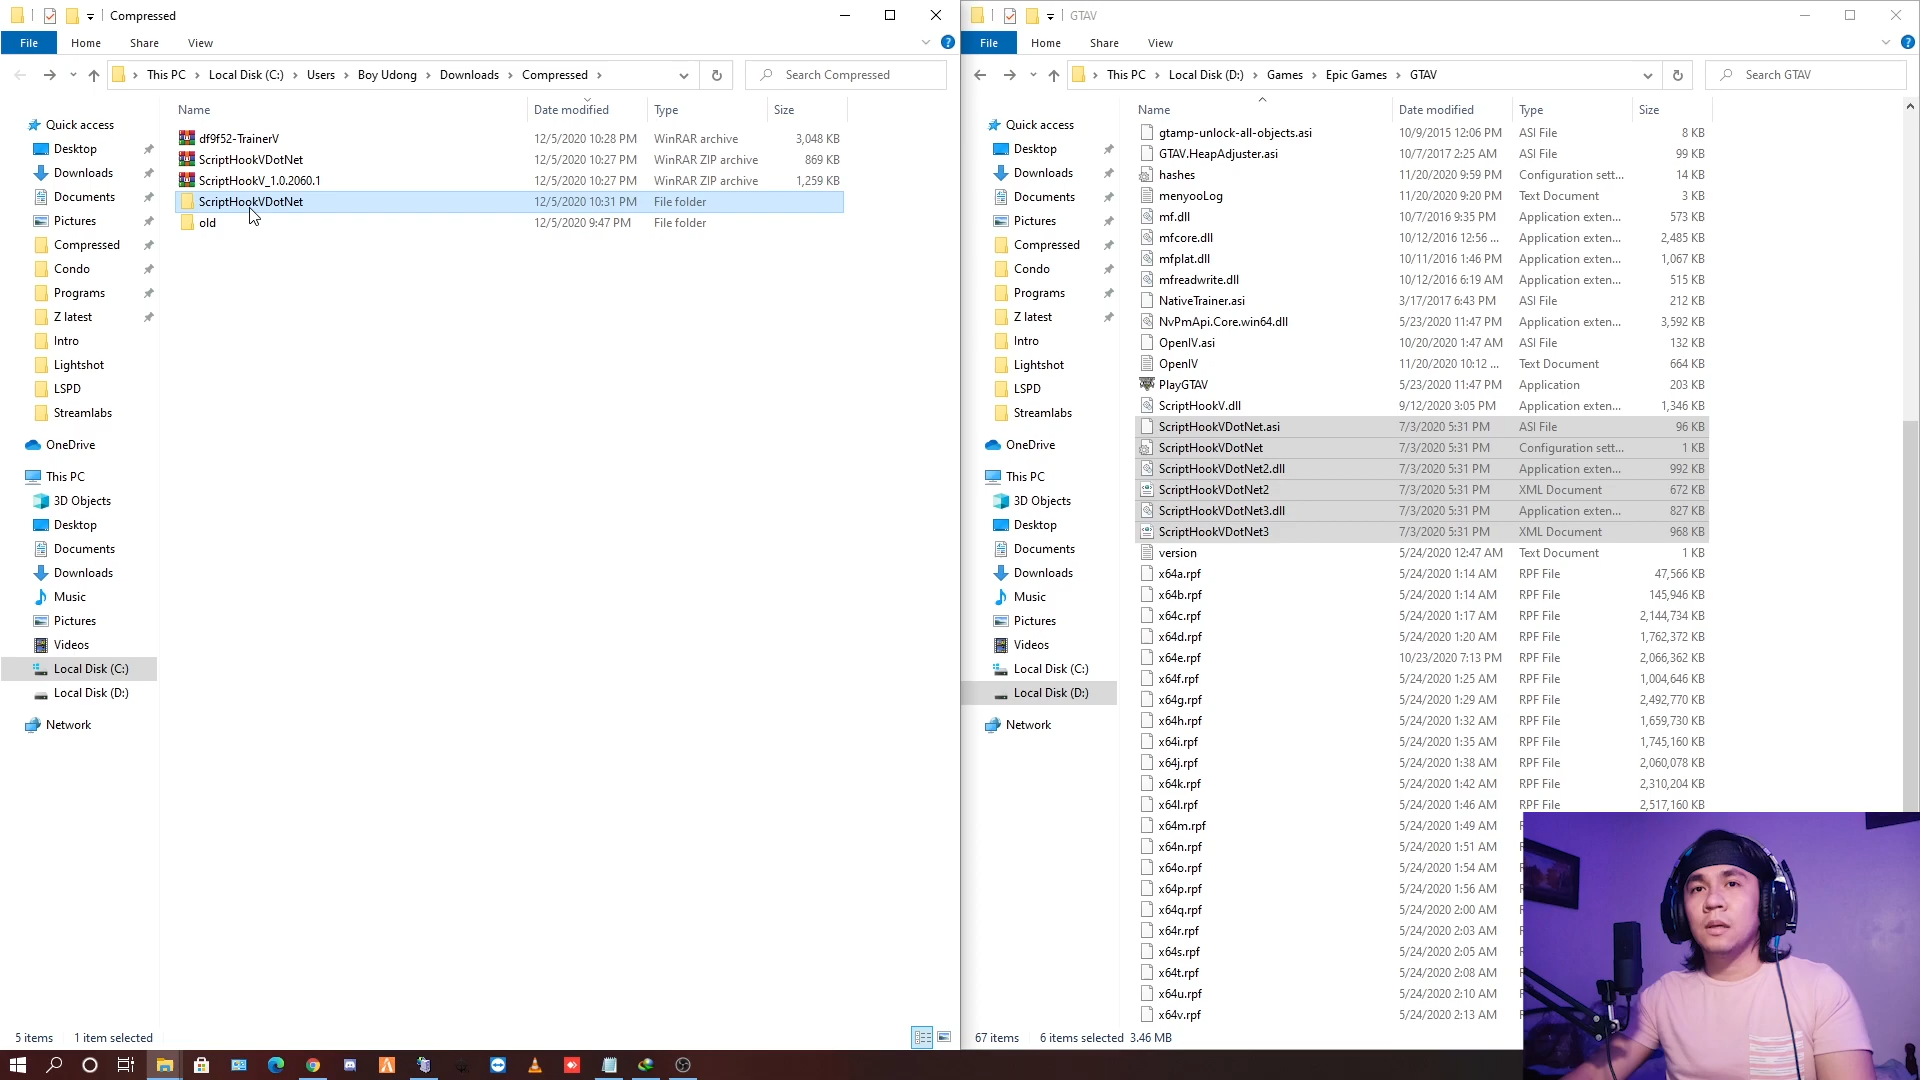 Compressed
File Home Share View
This PC Local Disk (C:) Users Boy Udong Downloads Compressed
Search Compressed
Quick access
Desktop
Downloads
Documents
Pictures
Compressed
Condo
Programs
Z latest
Intro
Lightshot
LSPD
Streamlabs
OneDrive
This PC
3D Objects
Desktop
Documents
Downloads
Music
Pictures
Videos
Local Disk (C:)
Local Disk (D:)
Network
Name Date modified Type Size
df9f52-TrainerV 12/5/2020 10:28 PM WinRAR archive 3,048 KB
ScriptHookVDotNet 12/5/2020 10:27 PM WinRAR ZIP archive 869 KB
ScriptHookV_1.0.2060.1 12/5/2020 10:27 PM WinRAR ZIP archive 1,259 KB
ScriptHookVDotNet 12/5/2020 10:31 PM File folder
old 12/5/2020 9:47 PM File folder
5 items 1 item selected
GTAV
File Home Share View
This PC Local Disk (D:) Games Epic Games GTAV
Search GTAV
Quick access
Desktop
Downloads
Documents
Pictures
Compressed
Condo
Programs
Z latest
Intro
Lightshot
LSPD
Streamlabs
OneDrive
This PC
3D Objects
Desktop
Documents
Downloads
Music
Pictures
Videos
Local Disk (C:)
Local Disk (D:)
Network
Name Date modified Type Size
gtamp-unlock-all-objects.asi 10/9/2015 12:06 PM ASI File 8 KB
GTAV.HeapAdjuster.asi 10/7/2017 2:25 AM ASI File 99 KB
hashes 11/20/2020 9:59 PM Configuration sett... 14 KB
menyooLog 11/20/2020 9:20 PM Text Document 3 KB
mf.dll 10/7/2016 9:35 PM Application exten... 573 KB
mfcore.dll 10/12/2016 12:56 ... Application exten... 2,485 KB
mfplat.dll 10/11/2016 1:46 PM Application exten... 1,067 KB
mfreadwrite.dll 10/12/2016 6:19 AM Application exten... 515 KB
NativeTrainer.asi 3/17/2017 6:43 PM ASI File 212 KB
NvPmApi.Core.win64.dll 5/23/2020 11:47 PM Application exten... 3,592 KB
OpenIV.asi 10/20/2020 1:47 AM ASI File 132 KB
OpenIV 11/20/2020 10:12 ... Text Document 664 KB
PlayGTAV 5/23/2020 11:47 PM Application 203 KB
ScriptHookV.dll 9/12/2020 3:05 PM Application exten... 1,346 KB
ScriptHookVDotNet.asi 7/3/2020 5:31 PM ASI File 96 KB
ScriptHookVDotNet 7/3/2020 5:31 PM Configuration sett... 1 KB
ScriptHookVDotNet2.dll 7/3/2020 5:31 PM Application exten... 992 KB
ScriptHookVDotNet2 7/3/2020 5:31 PM XML Document 672 KB
ScriptHookVDotNet3.dll 7/3/2020 5:31 PM Application exten... 827 KB
ScriptHookVDotNet3 7/3/2020 5:31 PM XML Document 968 KB
version 5/24/2020 12:47 AM Text Document 1 KB
x64a.rpf 5/24/2020 1:14 AM RPF File 47,566 KB
x64b.rpf 5/24/2020 1:14 AM RPF File 145,946 KB
x64c.rpf 5/24/2020 1:17 AM RPF File 2,144,734 KB
x64d.rpf 5/24/2020 1:20 AM RPF File 1,762,372 KB
x64e.rpf 10/23/2020 7:13 PM RPF File 2,066,362 KB
x64f.rpf 5/24/2020 1:25 AM RPF File 1,004,646 KB
x64g.rpf 5/24/2020 1:29 AM RPF File 2,492,770 KB
x64h.rpf 5/24/2020 1:32 AM RPF File 1,659,730 KB
x64i.rpf 5/24/2020 1:35 AM RPF File 1,745,160 KB
x64j.rpf 5/24/2020 1:38 AM RPF File 2,060,078 KB
x64k.rpf 5/24/2020 1:42 AM RPF File 2,310,204 KB
x64l.rpf 5/24/2020 1:46 AM RPF File 2,517,160 KB
x64m.rpf 5/24/2020 1:49 AM
x64n.rpf 5/24/2020 1:51 AM
x64o.rpf 5/24/2020 1:54 AM
x64p.rpf 5/24/2020 1:56 AM
x64q.rpf 5/24/2020 2:00 AM
x64r.rpf 5/24/2020 2:03 AM
x64s.rpf 5/24/2020 2:05 AM
x64t.rpf 5/24/2020 2:08 AM
x64u.rpf 5/24/2020 2:10 AM
x64v.rpf 5/24/2020 2:13 AM
67 items 6 items selected 3.46 MB